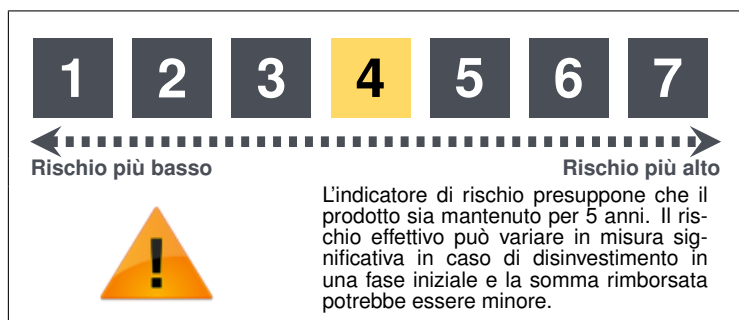 1 2 3 4 5 6 7
Rischio più basso Rischio più alto
L'indicatore di rischio presuppone che il
prodotto sia mantenuto per 5 anni. Il ris-
chio effettivo può variare in misura sig-
nificativa in caso di disinvestimento in
una fase iniziale e la somma rimborsata
potrebbe essere minore.